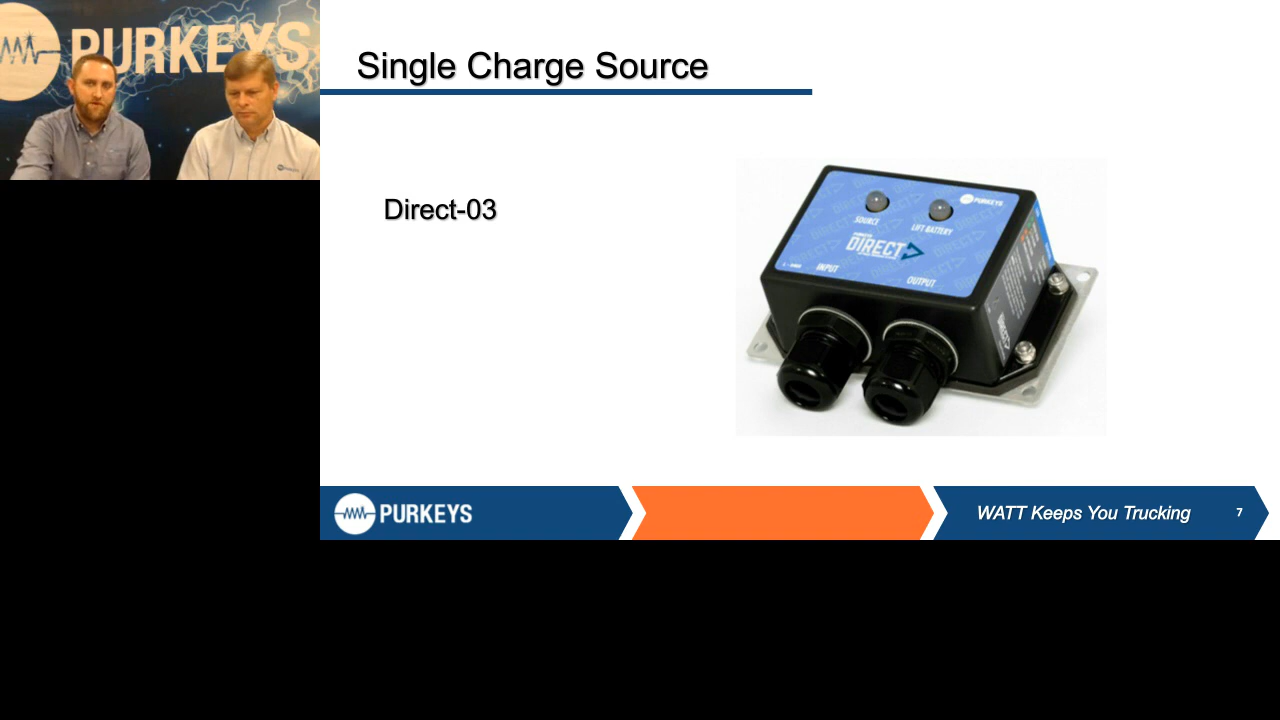 PURKEYS
Single Charge Source
Direct-03
PURKEYS
SOURCE
LIFT BATTERY
DIRECT
INPUT
OUTPUT
PURKEYS
WATT Keeps You Trucking
7